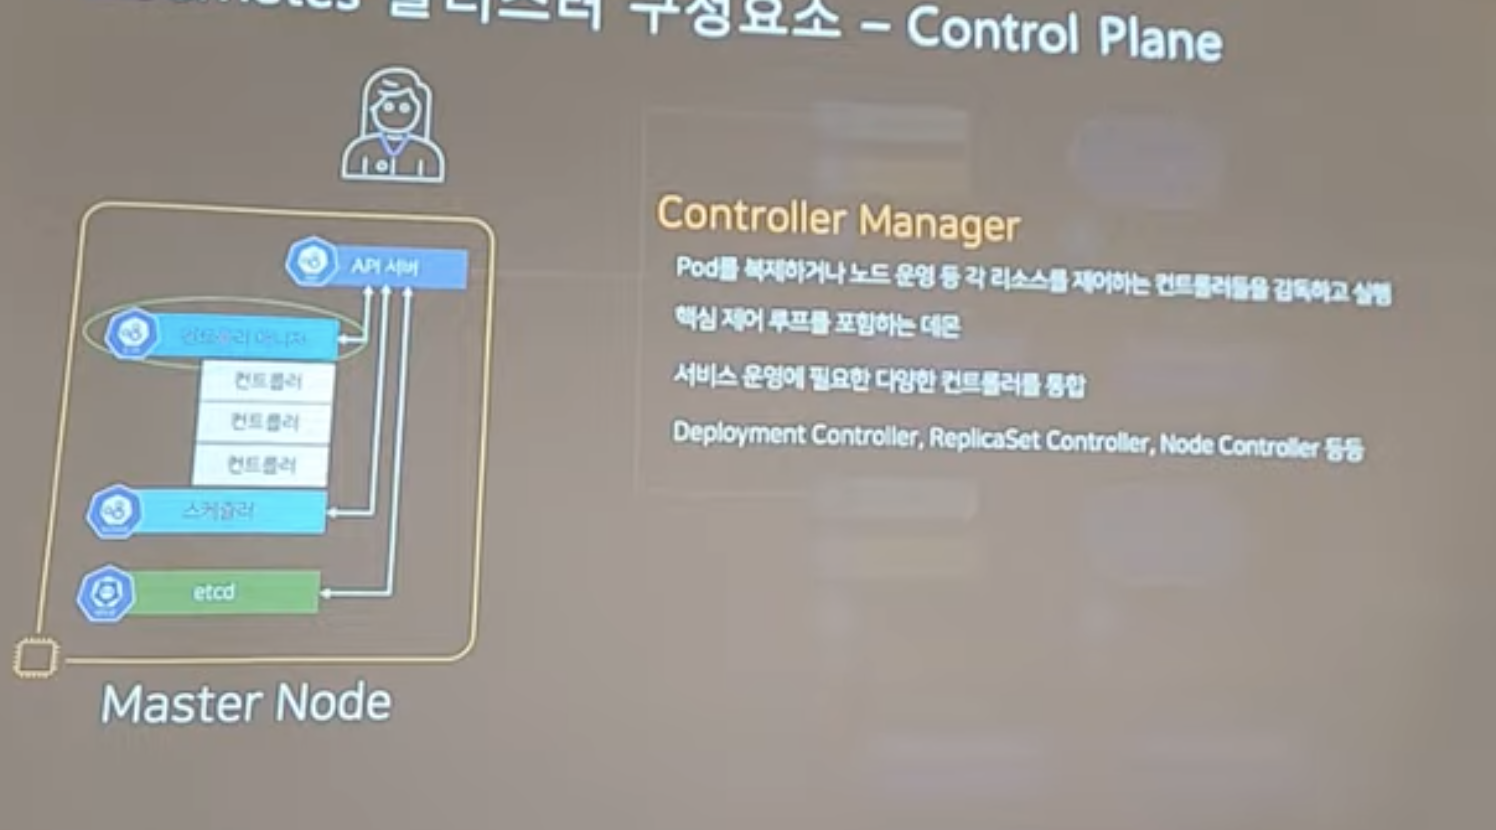 클러스터 구성요소 – Control Plane
Controller Manager
Pod를 복제하거나 노드 운영 등 각 리소스를 제어하는 컨트롤러들을 감독하고 실행
핵심 제어 루프를 포함하는 데몬
서비스 운영에 필요한 다양한 컨트롤러를 통합
Deployment Controller, ReplicaSet Controller, Node Controller 등등
API 서버
컨트롤러 매니저
컨트롤러
컨트롤러
컨트롤러
스케줄러
etcd
Master Node